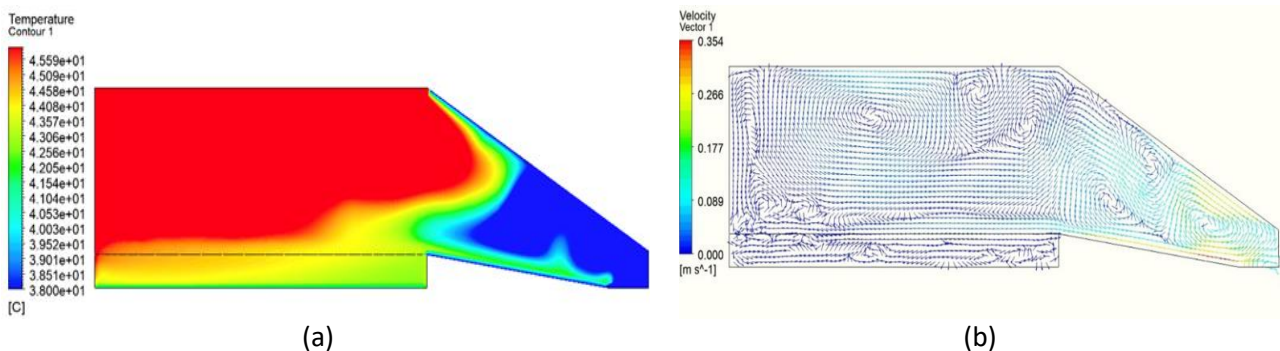 Temperature
Contour 1
4.559e+01
4.509e+01
4.458e+01
4.408e+01
4.357e+01
4.306e+01
4.256e+01
4.205e+01
4.154e+01
4.104e+01
4.053e+01
4.003e+01
3.952e+01
3.901e+01
3.851e+01
3.800e+01
[C]
(a)
Velocity
Vector 1
0.354
0.266
0.177
0.089
0.000
[m s^-1]
(b)